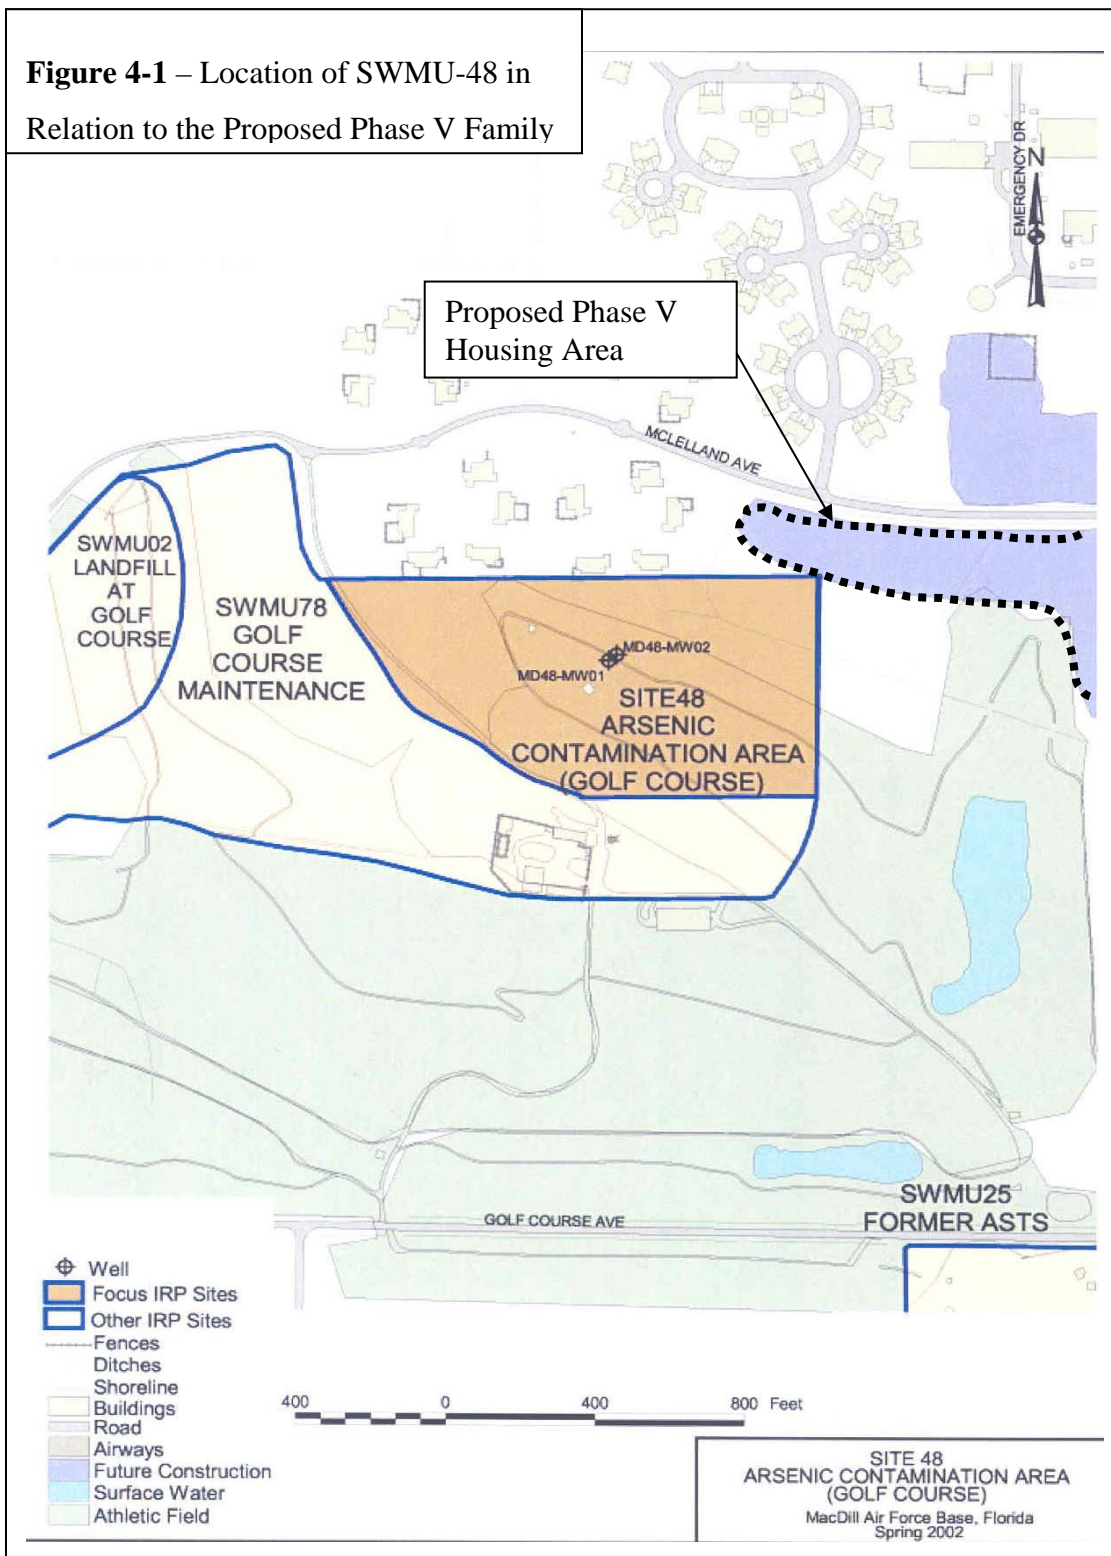 Figure 4-1 – Location of SWMU-48 in
Relation to the Proposed Phase V Family
EMERGENCY DR
N
Proposed Phase V
Housing Area
MCLELLAND AVE
SWMU02
LANDFILL
AT
GOLF
COURSE
SWMU78
GOLF
COURSE
MAINTENANCE
MD48-MW02
MD48-MW01
SITE48
ARSENIC
CONTAMINATION AREA
(GOLF COURSE)
SWMU25
FORMER ASTS
GOLF COURSE AVE
Well
Focus IRP Sites
Other IRP Sites
Fences
Ditches
Shoreline
Buildings
Road
Airways
Future Construction
Surface Water
Athletic Field
400 0 400 800 Feet
SITE 48
ARSENIC CONTAMINATION AREA
(GOLF COURSE)
MacDill Air Force Base, Florida
Spring 2002